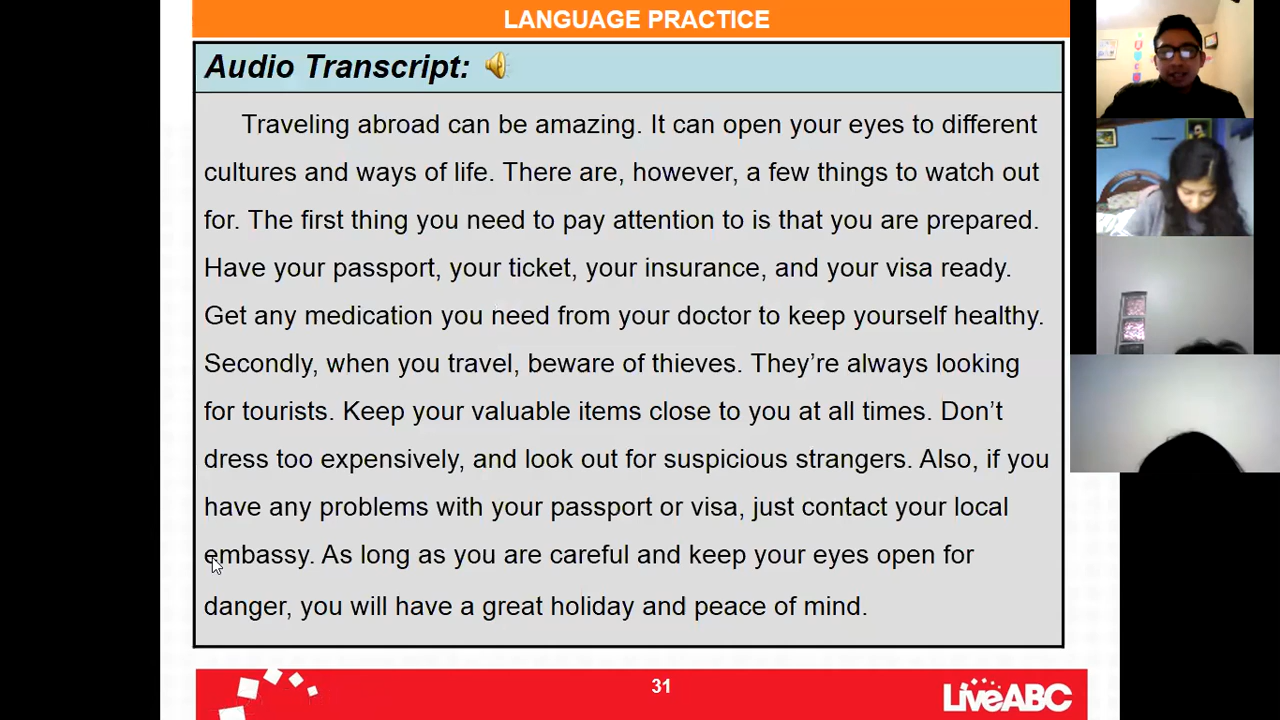 LANGUAGE PRACTICE
Audio Transcript:
Traveling abroad can be amazing. It can open your eyes to different
cultures and ways of life. There are, however, a few things to watch out
for. The first thing you need to pay attention to is that you are prepared.
Have your passport, your ticket, your insurance, and your visa ready.
Get any medication you need from your doctor to keep yourself healthy.
Secondly, when you travel, beware of thieves. They’re always looking
for tourists. Keep your valuable items close to you at all times. Don’t
dress too expensively, and look out for suspicious strangers. Also, if you
have any problems with your passport or visa, just contact your local
embassy. As long as you are careful and keep your eyes open for
danger, you will have a great holiday and peace of mind.
31
LiveABC